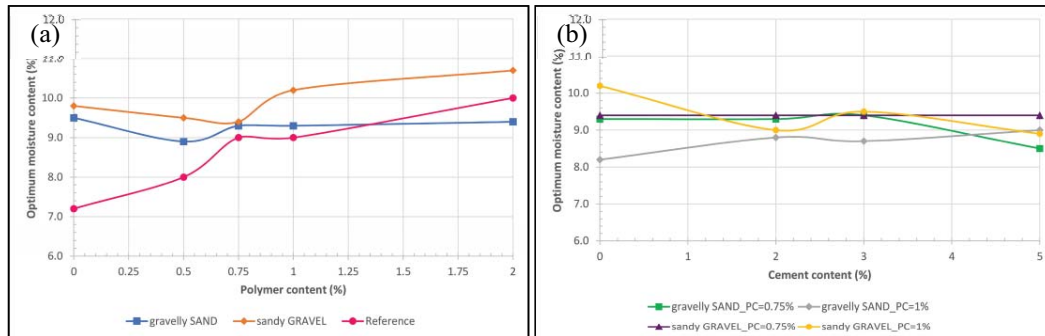 (a)
Optimum moisture content (%)
12.0
11.0
10.0
9.0
8.0
7.0
6.0
0 0.25 0.5 0.75 1 1.25 1.5 1.75 2
Polymer content (%)
gravelly SAND sandy GRAVEL Reference
(b)
Optimum moisture content (%)
12.0
11.0
10.0
9.0
8.0
7.0
6.0
0 1 2 3 4 5
Cement content (%)
gravelly SAND_PC=0.75% gravelly SAND_PC=1%
sandy GRAVEL_PC=0.75% sandy GRAVEL_PC=1%